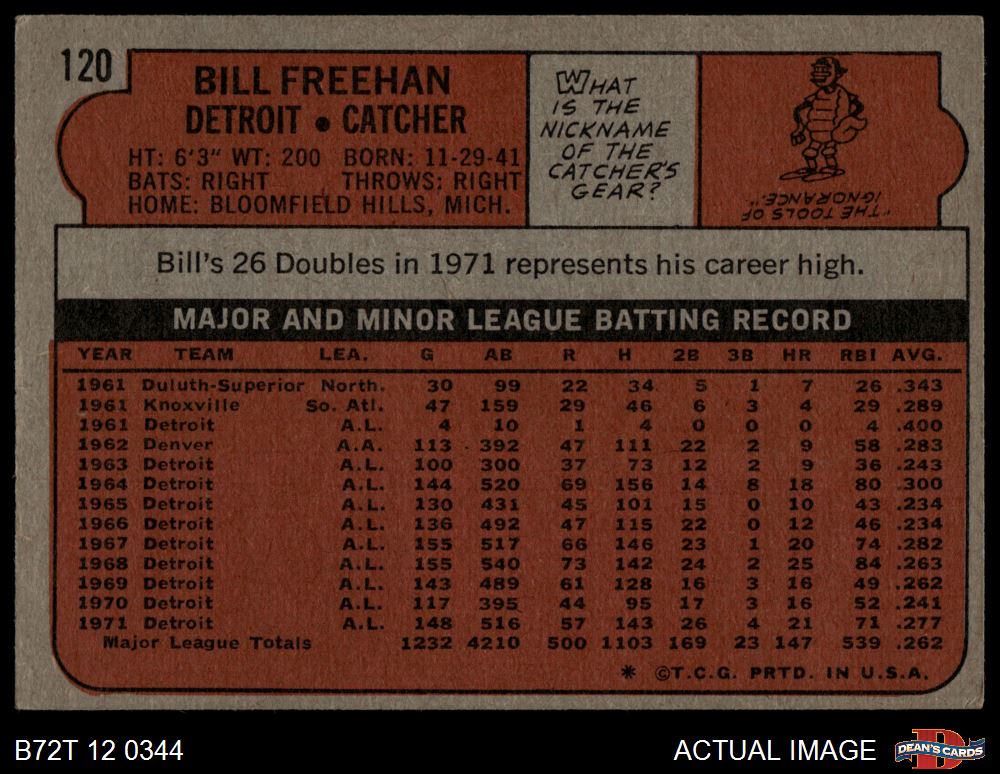 120
BILL FREEHAN
DETROIT • CATCHER
HT: 6'3" WT: 200 BORN: 11-29-41
BATS: RIGHT THROWS: RIGHT
HOME: BLOOMFIELD HILLS, MICH.
WHAT
IS THE
NICKNAME
OF THE
CATCHER'S
GEAR?
"THE TOOLS OF
IGNORANCE."
Bill's 26 Doubles in 1971 represents his career high.
MAJOR AND MINOR LEAGUE BATTING RECORD
YEAR TEAM LEA. G AB R H 2B 3B HR RBI AVG.
1961 Duluth-Superior North. 30 99 22 34 5 1 7 26 .343
1961 Knoxville So. Atl. 47 159 29 46 6 3 4 29 .289
1961 Detroit A.L. 4 10 1 4 0 0 0 4 .400
1962 Denver A.A. 113 392 47 111 22 2 9 58 .283
1963 Detroit A.L. 100 300 37 73 12 2 9 36 .243
1964 Detroit A.L. 144 520 69 156 14 8 18 80 .300
1965 Detroit A.L. 130 431 45 101 15 0 10 43 .234
1966 Detroit A.L. 136 492 47 115 22 0 12 46 .234
1967 Detroit A.L. 155 517 66 146 23 1 20 74 .282
1968 Detroit A.L. 155 540 73 142 24 2 25 84 .263
1969 Detroit A.L. 143 489 61 128 16 3 16 49 .262
1970 Detroit A.L. 117 395 44 95 17 3 16 52 .241
1971 Detroit A.L. 148 516 57 143 26 4 21 71 .277
Major League Totals 1232 4210 500 1103 169 23 147 539 .262
* ©T.C.G. PRTD. IN U.S.A.
B72T 12 0344
ACTUAL IMAGE
DEAN'S CARDS